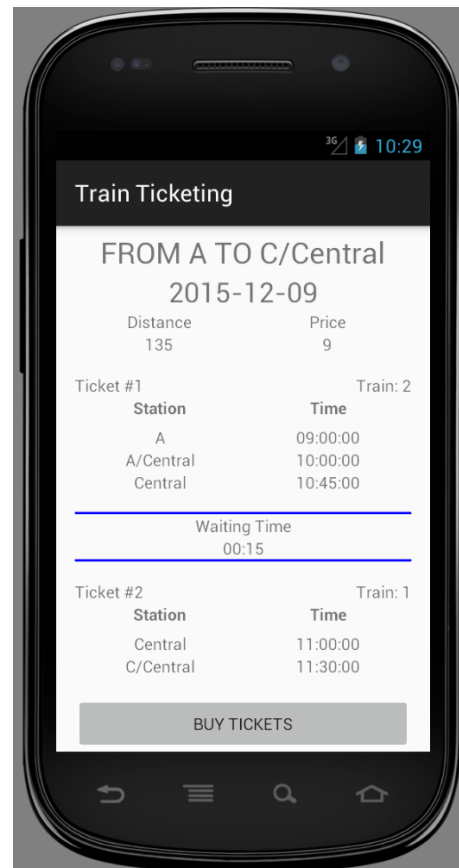 3G 10:29
Train Ticketing
FROM A TO C/Central
2015-12-09
Distance Price
135 9
Ticket #1 Train: 2
Station Time
A 09:00:00
A/Central 10:00:00
Central 10:45:00
Waiting Time
00:15
Ticket #2 Train: 1
Station Time
Central 11:00:00
C/Central 11:30:00
BUY TICKETS